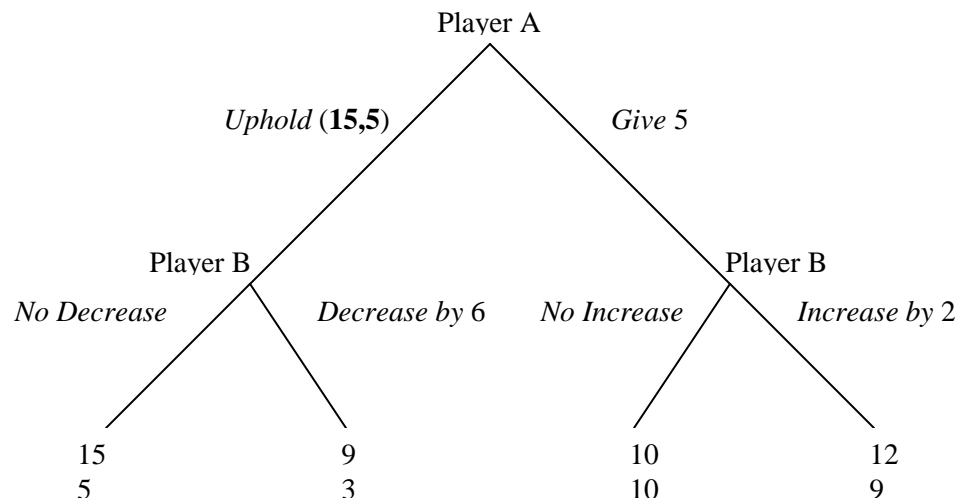 Player A
Uphold (15,5) Give 5
Player B Player B
No Decrease Decrease by 6 No Increase Increase by 2
15 9 10 12
5 3 10 9